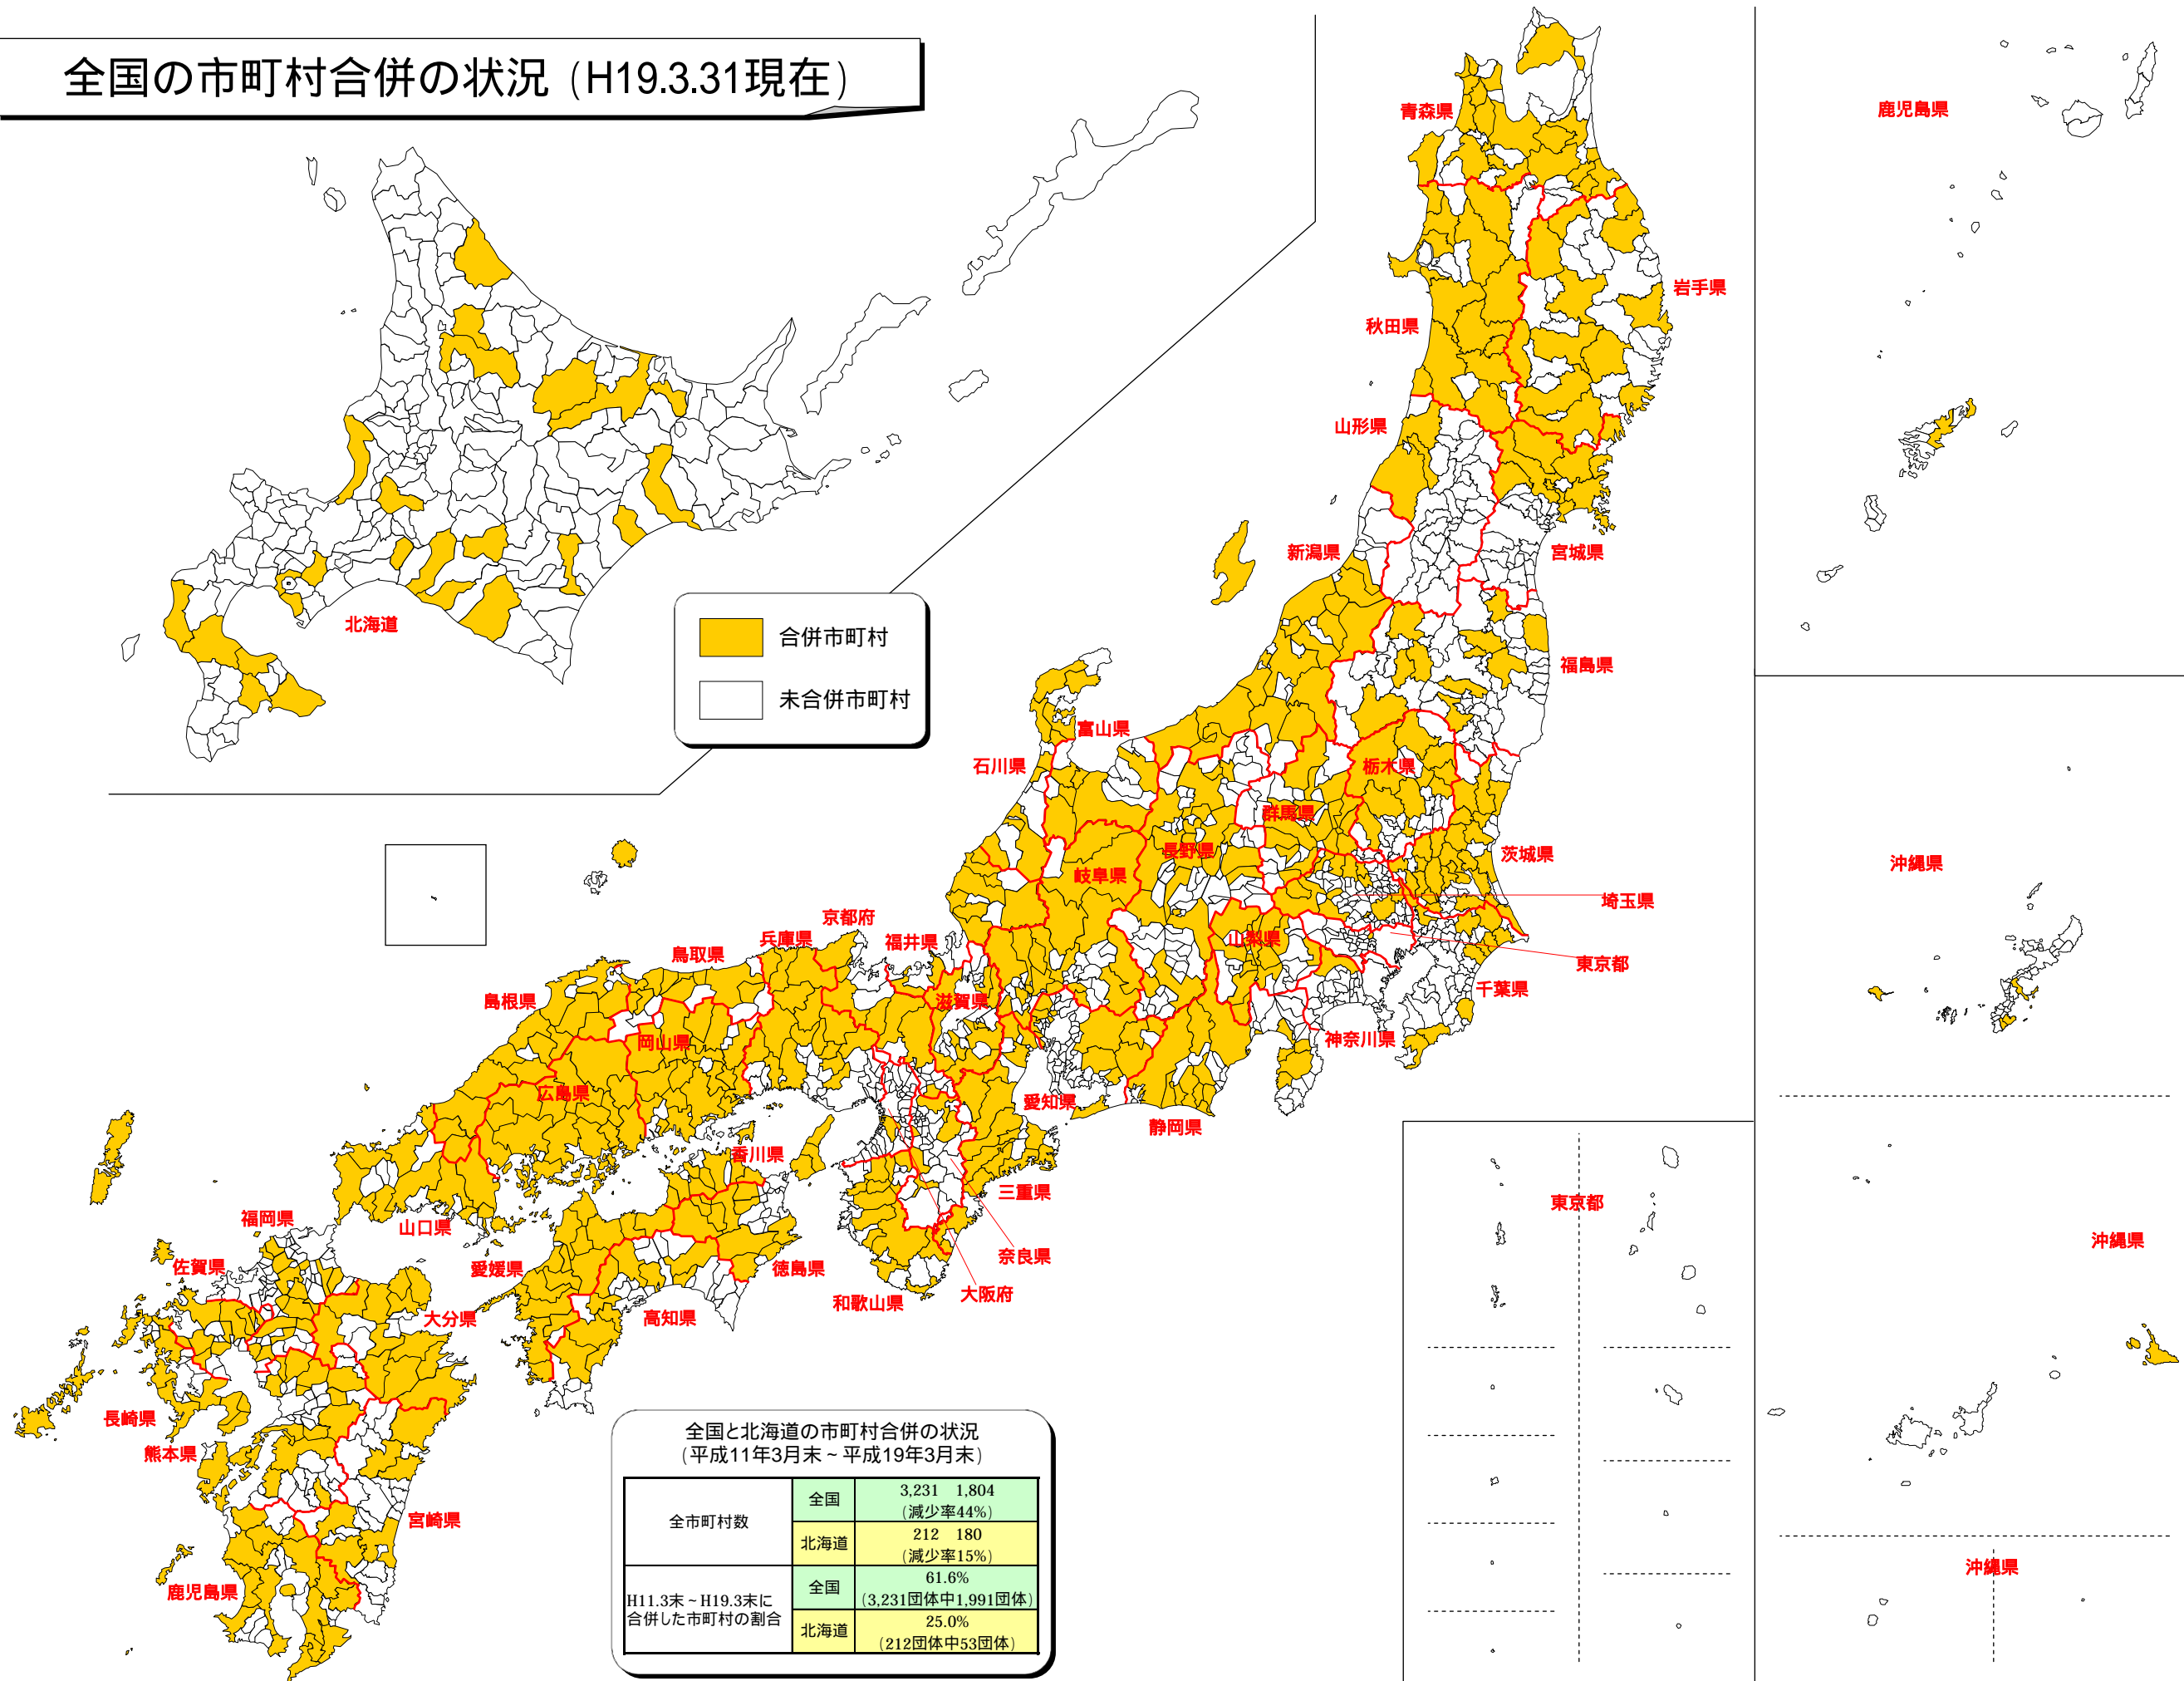 全国の市町村合併の状況（H19.3.31現在）
青森県
鹿児島県
岩手県
秋田県
山形県
新潟県
宮城県
北海道
合併市町村
未合併市町村
福島県
富山県
石川県
栃木県
群馬県
長野県
茨城県
岐阜県
沖縄県
埼玉県
京都府
兵庫県
福井県
山梨県
鳥取県
東京都
島根県
滋賀県
千葉県
岡山県
神奈川県
広島県
愛知県
静岡県
香川県
三重県
東京都
福岡県
山口県
沖縄県
佐賀県
愛媛県
徳島県
奈良県
大阪府
和歌山県
大分県
高知県
長崎県
熊本県
宮崎県
鹿児島県
沖縄県
全国と北海道の市町村合併の状況
（平成11年3月末～平成19年3月末）
全市町村数
全国
3,231　1,804
（減少率44%）
北海道
212　180
（減少率15%）
H11.3末～H19.3末に
合併した市町村の割合
全国
61.6%
（3,231団体中1,991団体）
北海道
25.0%
（212団体中53団体）